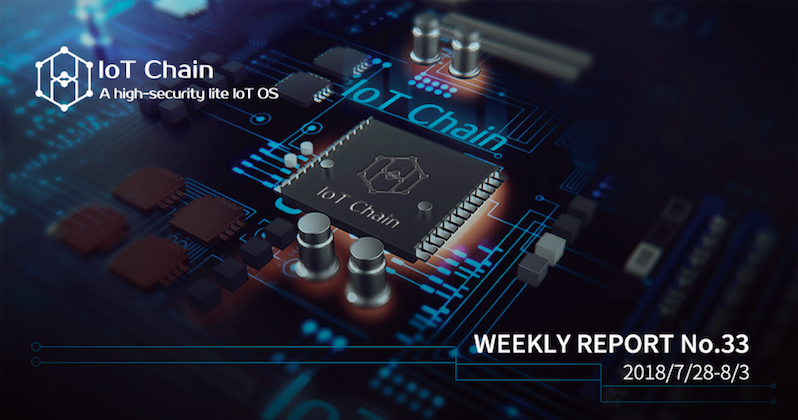 IoT Chain
A high-security lite IoT OS
IoT Chain
IoT Chain
WEEKLY REPORT No.33
2018/7/28-8/3